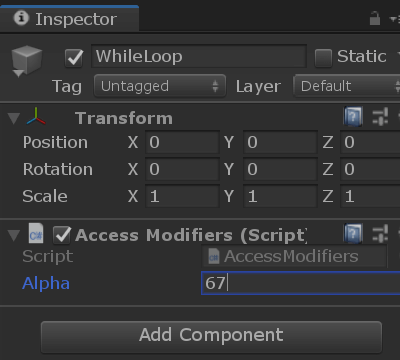 Inspector
WhileLoop Static
Tag Untagged Layer Default
Transform
Position X 0 Y 0 Z 0
Rotation X 0 Y 0 Z 0
Scale X 1 Y 1 Z 1
C# Access Modifiers (Script)
Script AccessModifiers
Alpha 67
Add Component